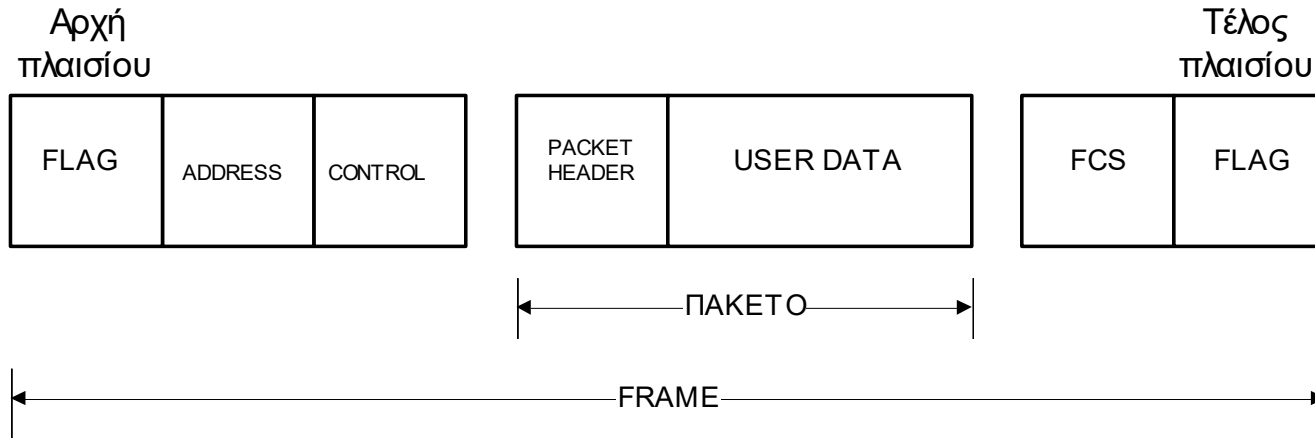 Αρχή
πλαισίου
Τέλος
πλαισίου
FLAG
ADDRESS
CONTROL
PACKET
HEADER
USER DATA
FCS
FLAG
ΠΑΚΕΤΟ
FRAME